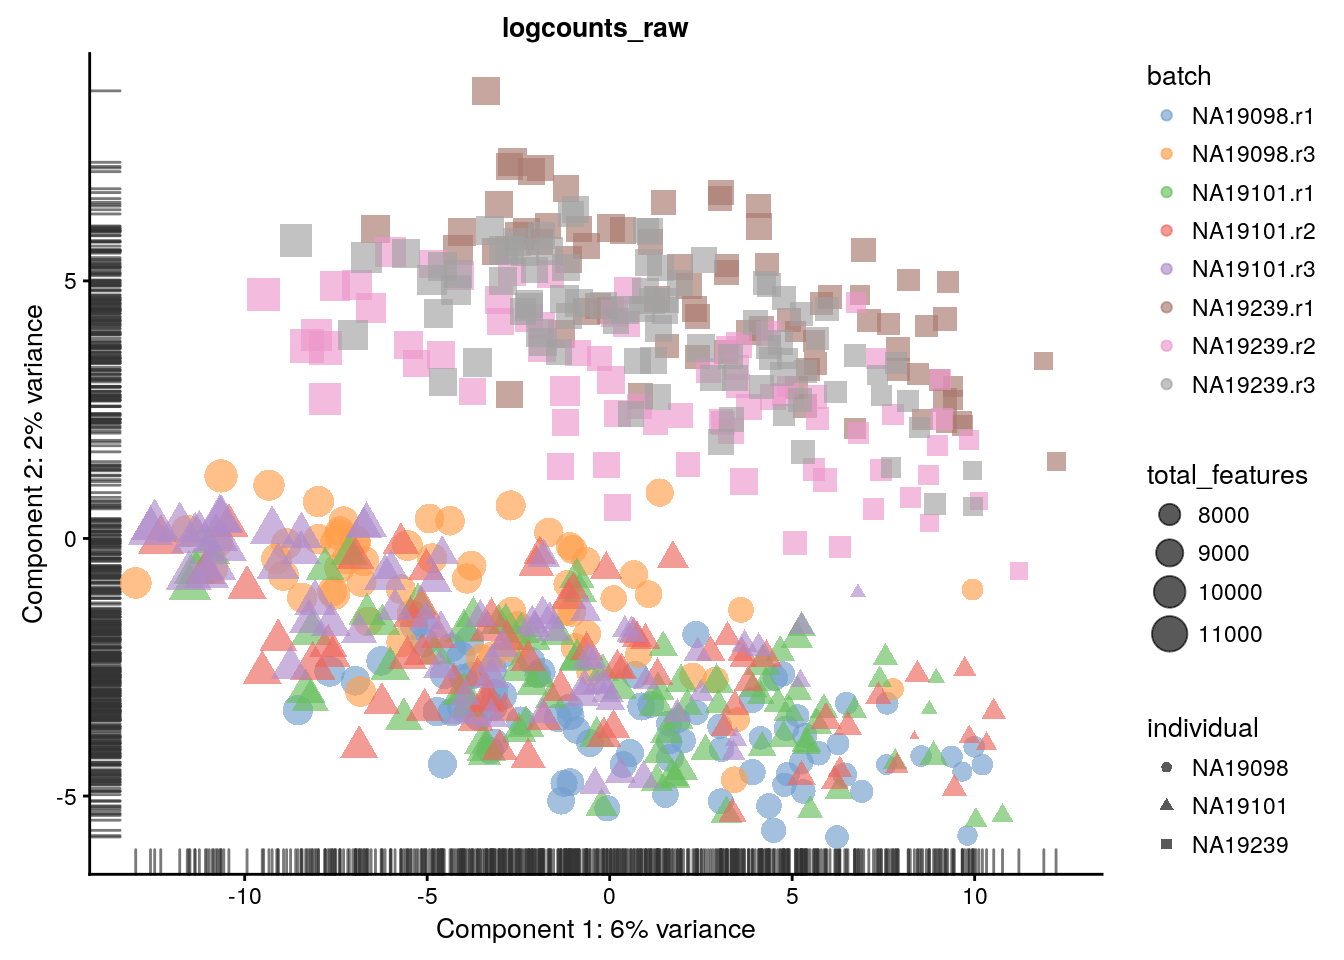 logcounts_raw
Component 2: 2% variance
5
0
-5
-10
-5
0
5
10
Component 1: 6% variance
batch
NA19098.r1
NA19098.r3
NA19101.r1
NA19101.r2
NA19101.r3
NA19239.r1
NA19239.r2
NA19239.r3
total_features
8000
9000
10000
11000
individual
NA19098
NA19101
NA19239